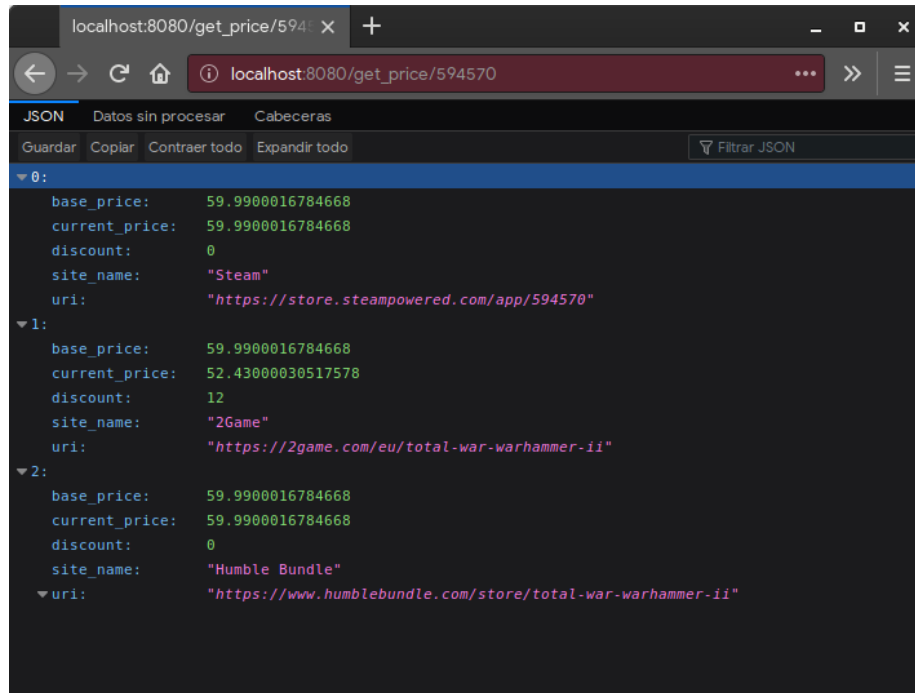 localhost:8080/get_price/594
localhost:8080/get_price/594570
JSON Datos sin procesar Cabeceras
Guardar Copiar Contraer todo Expandir todo Filtrar JSON
0:
base_price: 59.9900016784668
current_price: 59.9900016784668
discount: 0
site_name: "Steam"
uri: "https://store.steampowered.com/app/594570"
1:
base_price: 59.9900016784668
current_price: 52.43000030517578
discount: 12
site_name: "2Game"
uri: "https://2game.com/eu/total-war-warhammer-ii"
2:
base_price: 59.9900016784668
current_price: 59.9900016784668
discount: 0
site_name: "Humble Bundle"
uri: "https://www.humblebundle.com/store/total-war-warhammer-ii"